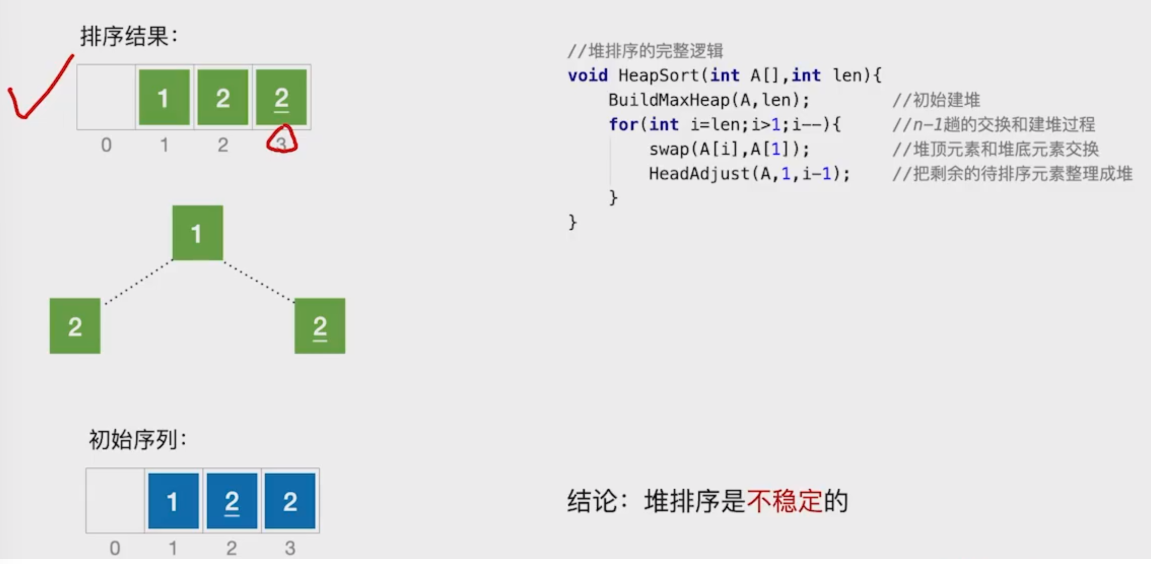 排序结果：
1 2 2
0 1 2 3
1
2 2
初始序列：
1 2 2
0 1 2 3
//堆排序的完整逻辑
void HeapSort(int A[],int len){
    BuildMaxHeap(A,len);        //初始建堆
    for(int i=len;i>1;i--){     //n-1趟的交换和建堆过程
        swap(A[i],A[1]);        //堆顶元素和堆底元素交换
        HeadAdjust(A,1,i-1);    //把剩余的待排序元素整理成堆
    }
}
结论：堆排序是不稳定的